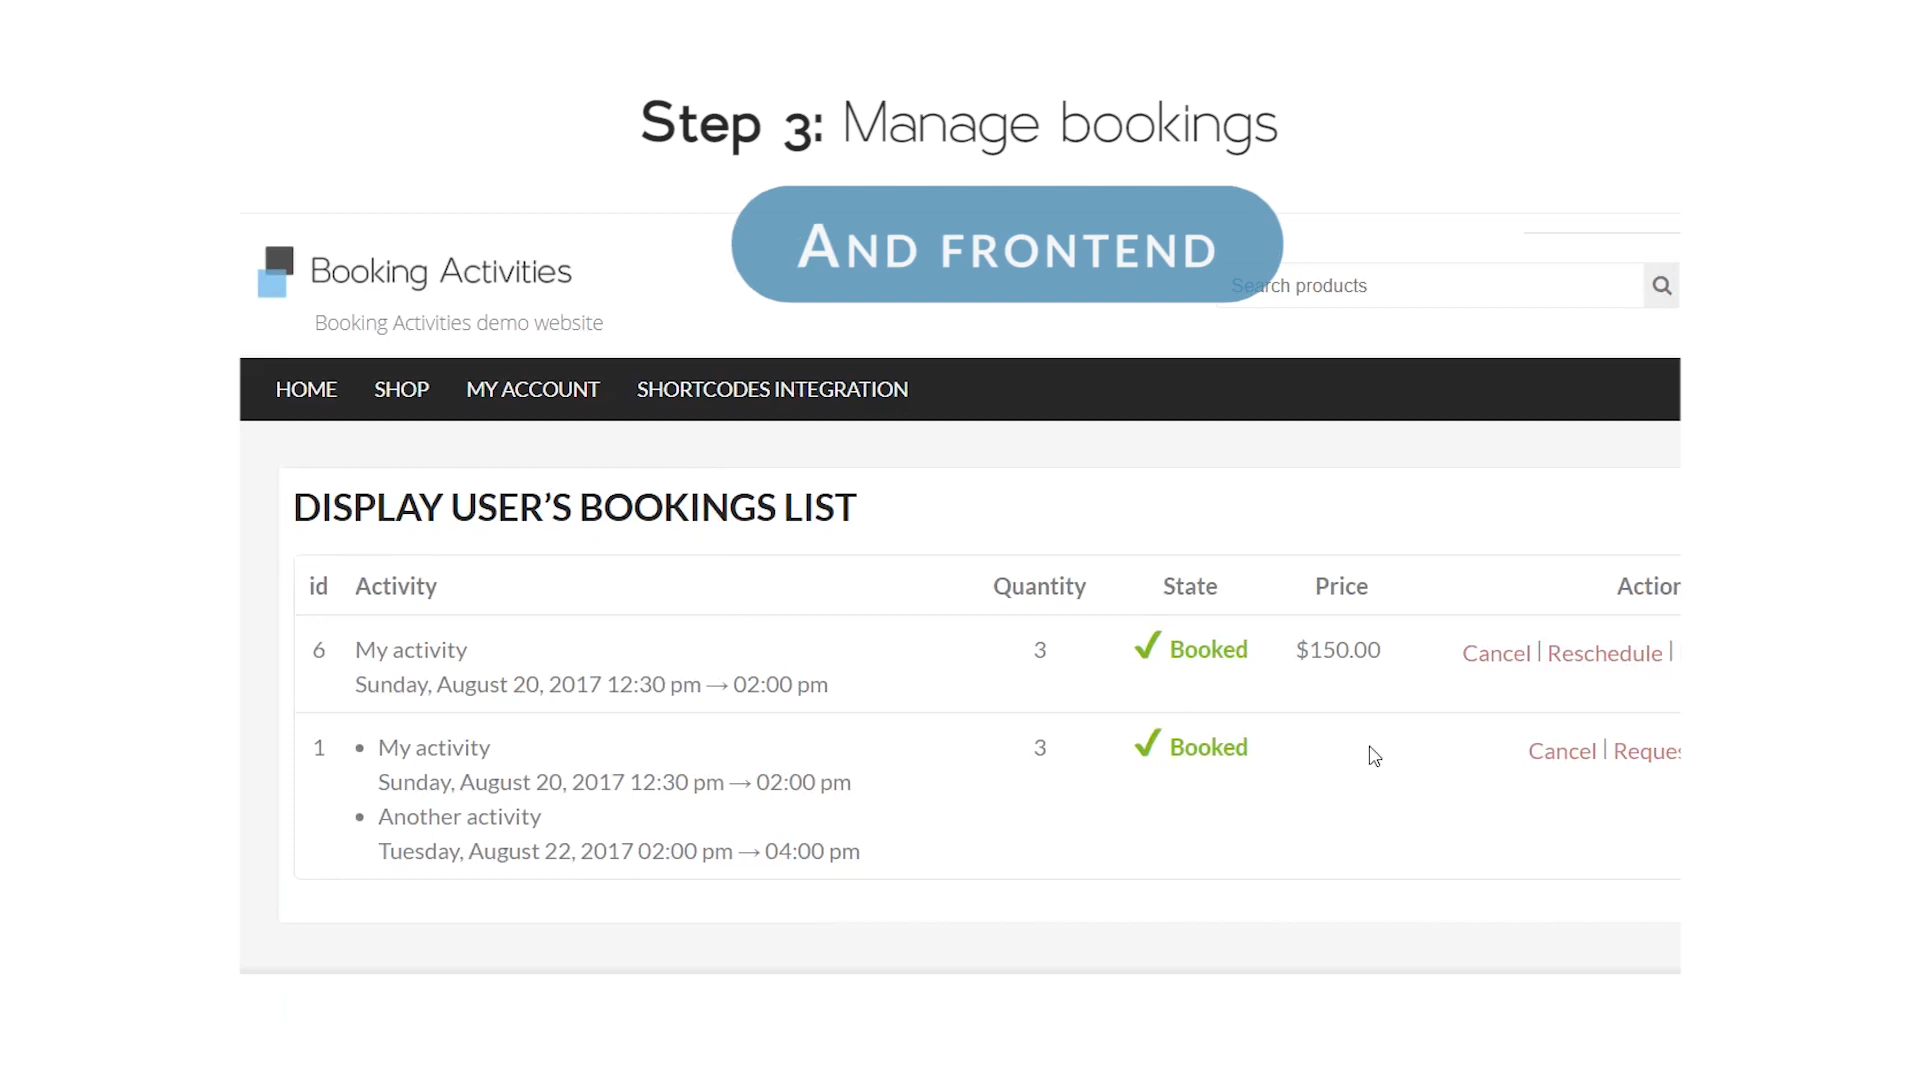 Step 3: Manage bookings
AND FRONTEND
Booking Activities
Search products
Booking Activities demo website
HOME SHOP MY ACCOUNT SHORTCODES INTEGRATION
DISPLAY USER'S BOOKINGS LIST
id Activity Quantity State Price Action
6 My activity 3 ✓ Booked $150.00 Cancel | Reschedule |
Sunday, August 20, 2017 12:30 pm → 02:00 pm
1 • My activity 3 ✓ Booked Cancel | Reques
Sunday, August 20, 2017 12:30 pm → 02:00 pm
• Another activity
Tuesday, August 22, 2017 02:00 pm → 04:00 pm